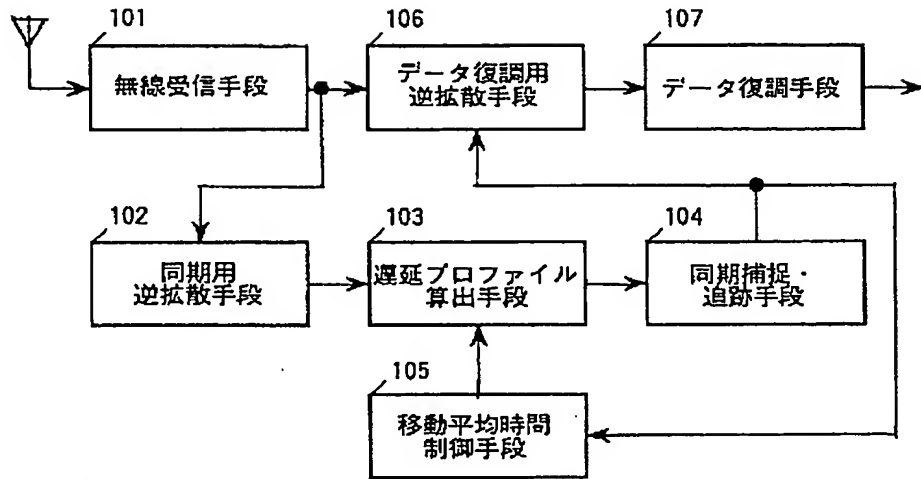 101
無線受信手段
106
データ復調用
逆拡散手段
107
データ復調手段
102
同期用
逆拡散手段
103
遅延プロファイル
算出手段
104
同期捕捉・
追跡手段
105
移動平均時間
制御手段